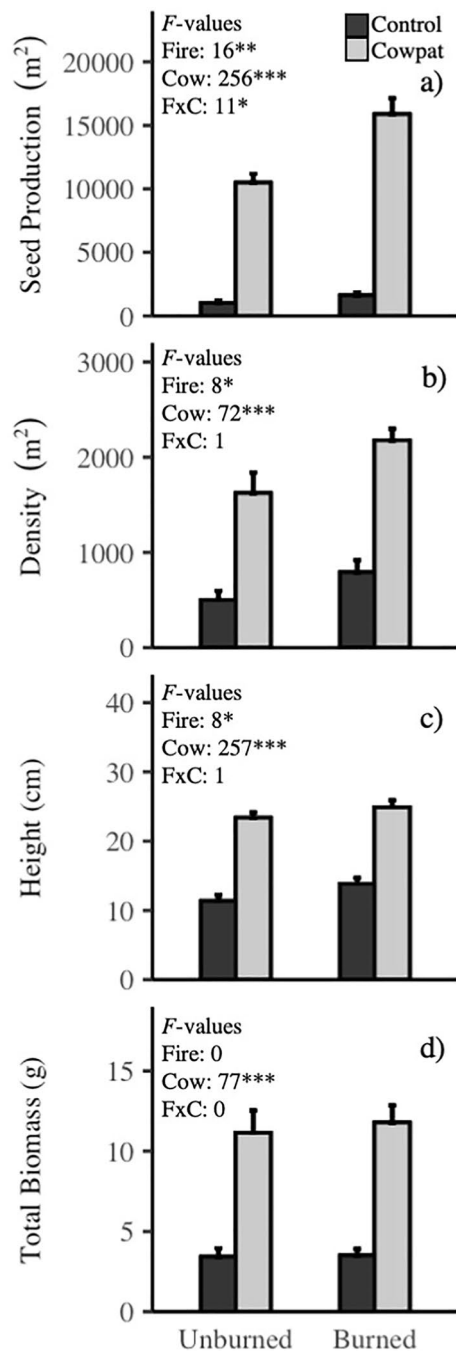 F-values
Fire: 16**
Cow: 256***
FxC: 11*
Control
Cowpat
a)
Seed Production (m²)
20000
15000
10000
5000
0
F-values
Fire: 8*
Cow: 72***
FxC: 1
b)
Density (m²)
3000
2000
1000
0
F-values
Fire: 8*
Cow: 257***
FxC: 1
c)
Height (cm)
40
30
20
10
0
F-values
Fire: 0
Cow: 77***
FxC: 0
d)
Total Biomass (g)
15
10
5
0
Unburned Burned